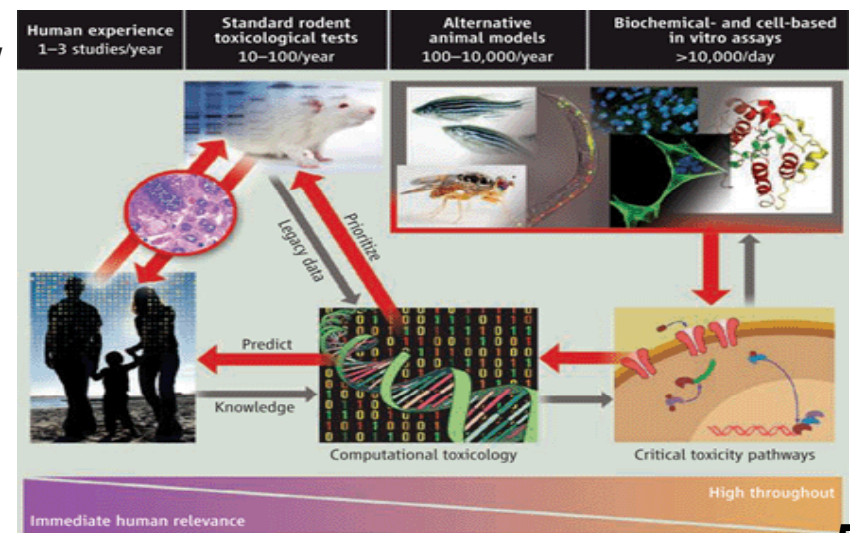 Human experience
1–3 studies/year
Standard rodent
toxicological tests
10–100/year
Alternative
animal models
100–10,000/year
Biochemical- and cell-based
in vitro assays
>10,000/day
Legacy data
Prioritize
Predict
Knowledge
Computational toxicology
Critical toxicity pathways
High throughout
Immediate human relevance